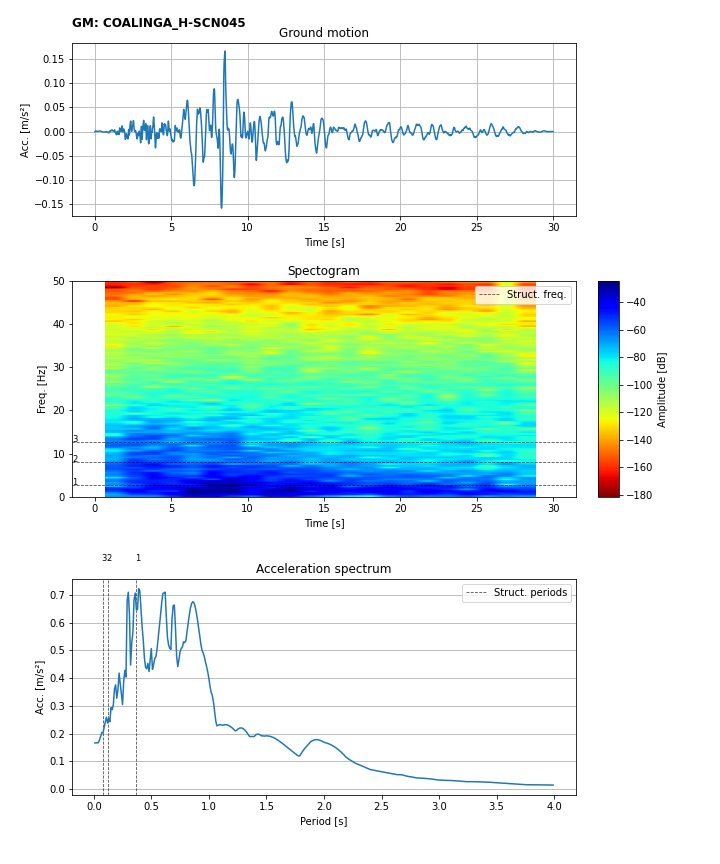 GM: COALINGA_H-SCN045
Ground motion
0.15
0.10
0.05
0.00
−0.05
−0.10
−0.15
Acc. [m/s²]
0 5 10 15 20 25 30
Time [s]
Spectogram
50
40
30
20
10
0
Freq. [Hz]
Struct. freq.
3
2
1
0 5 10 15 20 25 30
Time [s]
−40
−60
−80
−100
−120
−140
−160
−180
Amplitude [dB]
32 1
Acceleration spectrum
0.7
0.6
0.5
0.4
0.3
0.2
0.1
0.0
Acc. [m/s²]
Struct. periods
0.0 0.5 1.0 1.5 2.0 2.5 3.0 3.5 4.0
Period [s]